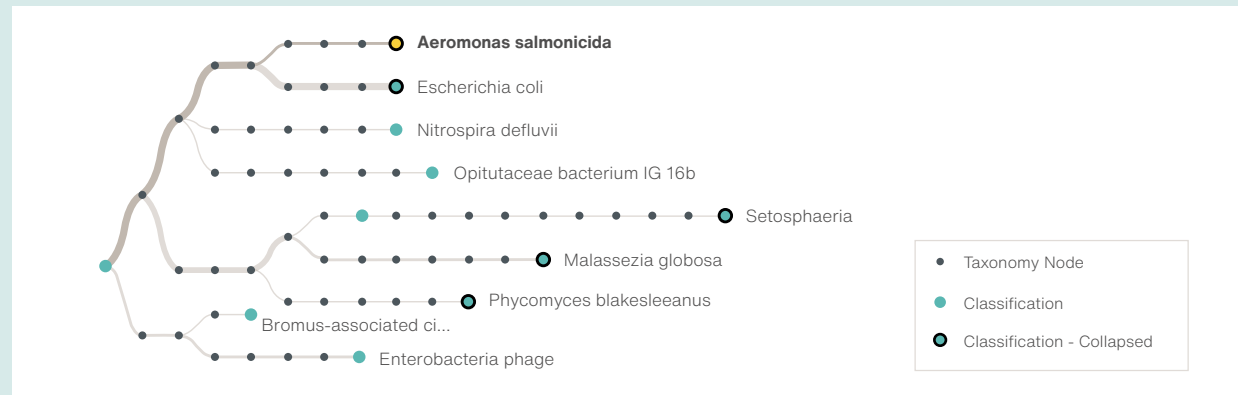 Aeromonas salmonicida
Escherichia coli
Nitrospira defluvii
Opitutaceae bacterium IG 16b
Setosphaeria
Malassezia globosa
Phycomyces blakesleeanus
Bromus-associated ci...
Enterobacteria phage
Taxonomy Node
Classification
Classification - Collapsed